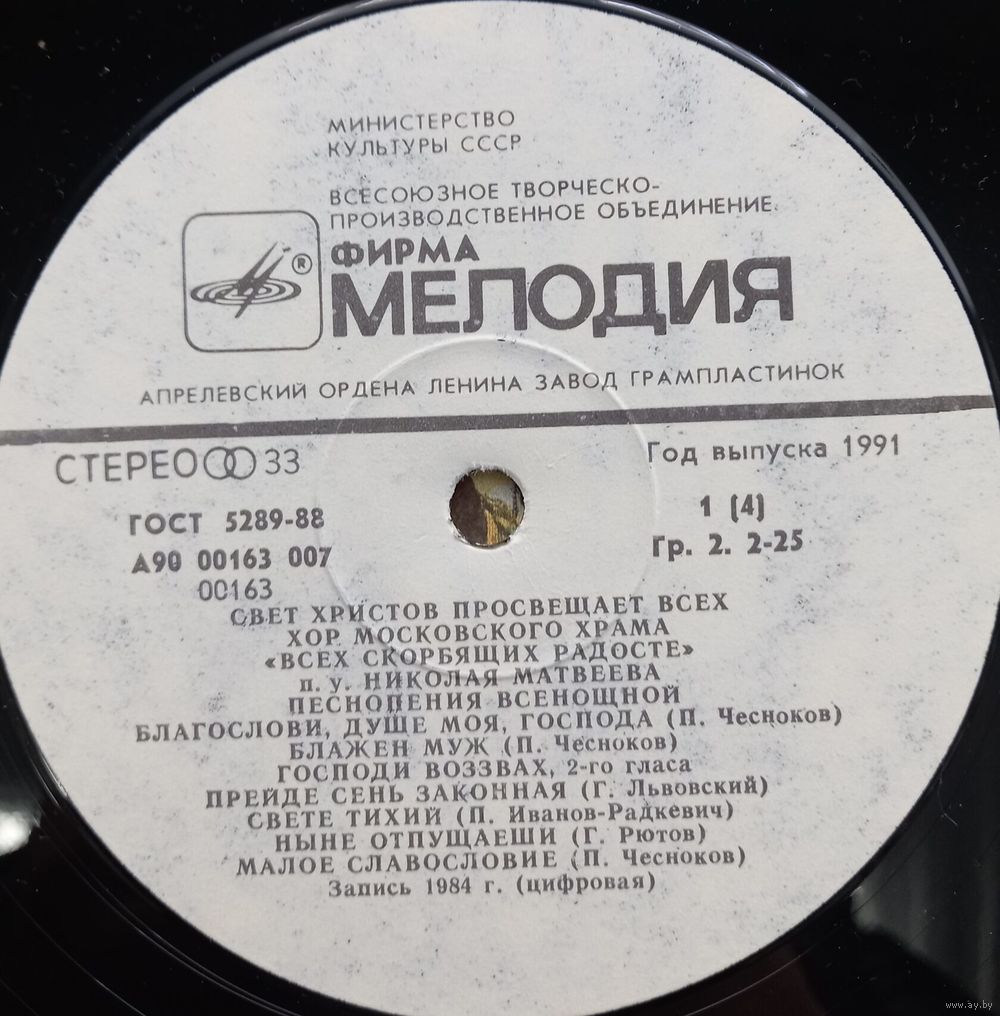 МИНИСТЕРСТВО
КУЛЬТУРЫ СССР
ВСЕСОЮЗНОЕ ТВОРЧЕСКО-
ПРОИЗВОДСТВЕННОЕ ОБЪЕДИНЕНИЕ
®
ФИРМА
МЕЛОДИЯ
АПРЕЛЕВСКИЙ ОРДЕНА ЛЕНИНА ЗАВОД ГРАМПЛАСТИНОК
СТЕРЕО 33
Год выпуска 1991
ГОСТ 5289-88
1 (4)
А90 00163 007
Гр. 2. 2-25
00163
СВЕТ ХРИСТОВ ПРОСВЕЩАЕТ ВСЕХ
ХОР МОСКОВСКОГО ХРАМА
«ВСЕХ СКОРБЯЩИХ РАДОСТЕ»
п. у. НИКОЛАЯ МАТВЕЕВА
ПЕСНОПЕНИЯ ВСЕНОЩНОЙ
БЛАГОСЛОВИ, ДУШЕ МОЯ, ГОСПОДА (П. Чесноков)
БЛАЖЕН МУЖ (П. Чесноков)
ГОСПОДИ ВОЗЗВАХ, 2-го гласа
ПРЕЙДЕ СЕНЬ ЗАКОННАЯ (Г. Львовский)
СВЕТЕ ТИХИЙ (П. Иванов-Радкевич)
НЫНЕ ОТПУЩАЕШИ (Г. Рютов)
МАЛОЕ СЛАВОСЛОВИЕ (П. Чесноков)
Запись 1984 г. (цифровая)
www.ay.by